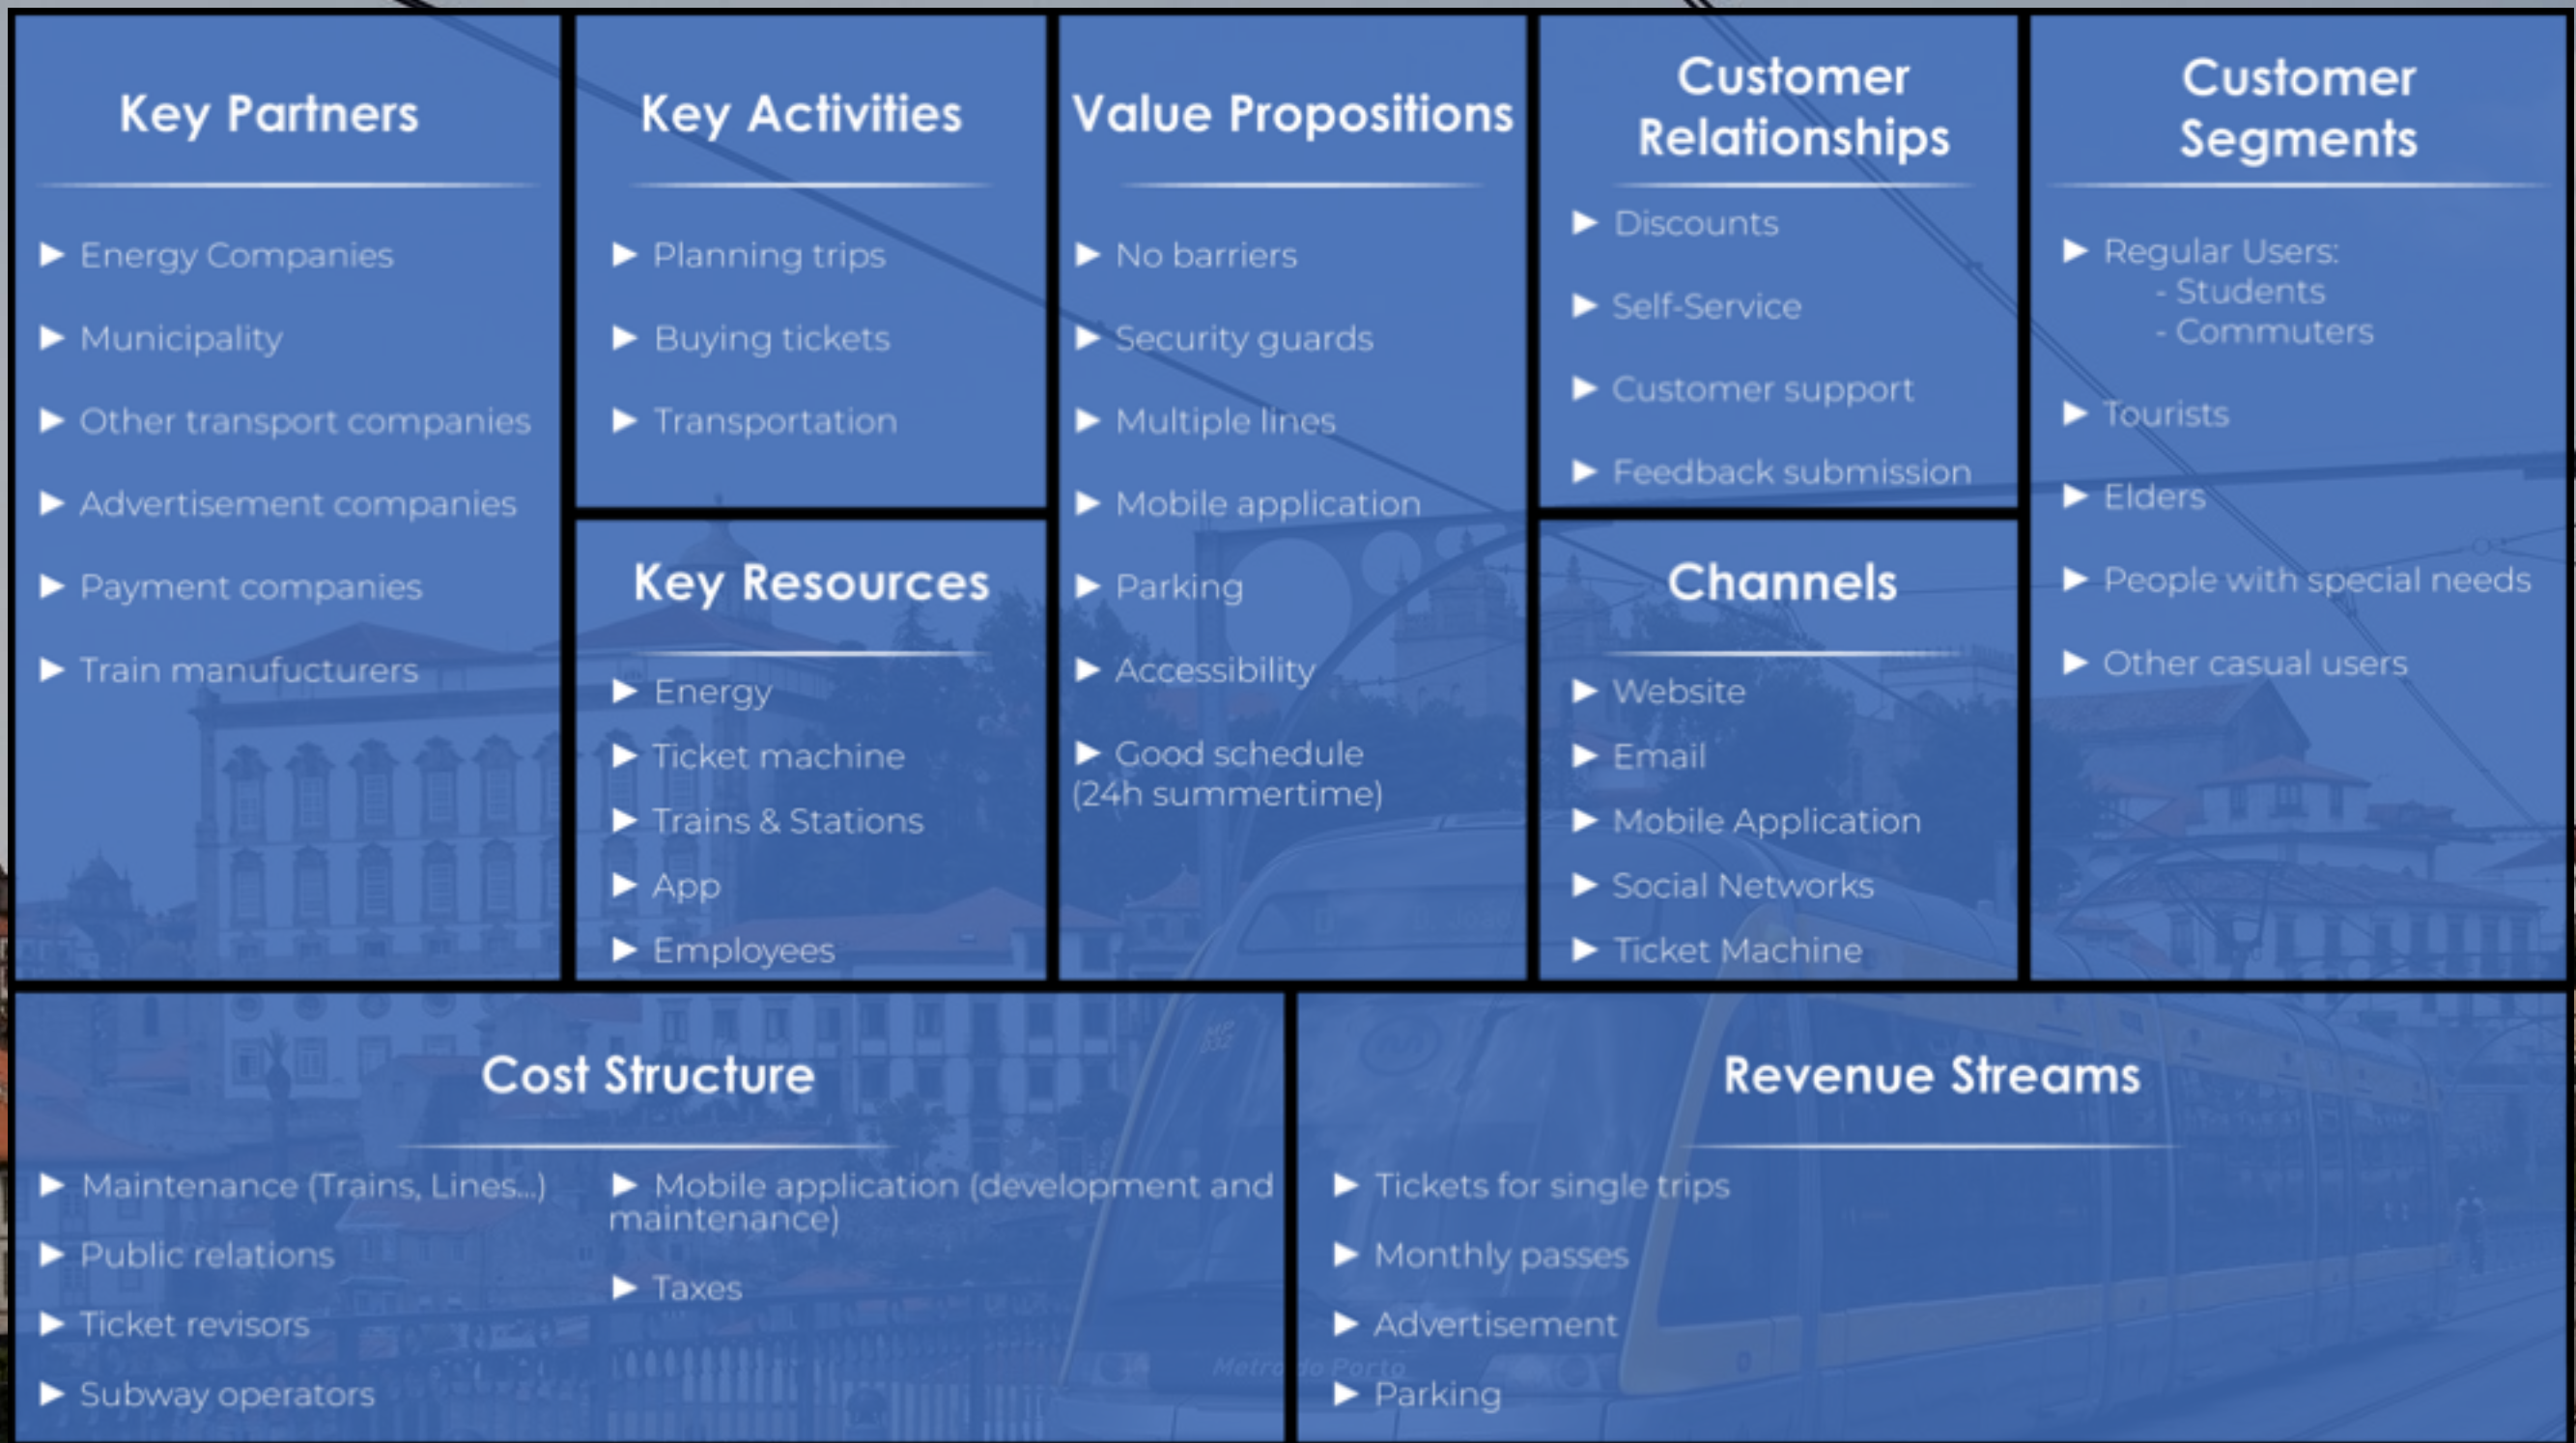 Key Partners
► Energy Companies
► Municipality
► Other transport companies
► Advertisement companies
► Payment companies
► Train manufucturers
Key Activities
► Planning trips
► Buying tickets
► Transportation
Key Resources
► Energy
► Ticket machine
► Trains & Stations
► App
► Employees
Value Propositions
► No barriers
► Security guards
► Multiple lines
► Mobile application
► Parking
► Accessibility
► Good schedule
(24h summertime)
Customer
Relationships
► Discounts
► Self-Service
► Customer support
► Feedback submission
Channels
► Website
► Email
► Mobile Application
► Social Networks
► Ticket Machine
Customer
Segments
► Regular Users:
- Students
- Commuters
► Tourists
► Elders
► People with special needs
► Other casual users
Cost Structure
► Maintenance (Trains, Lines...)
► Public relations
► Ticket revisors
► Subway operators
► Mobile application (development and
maintenance)
► Taxes
Revenue Streams
► Tickets for single trips
► Monthly passes
► Advertisement
► Parking
MP
032
Metro do Porto